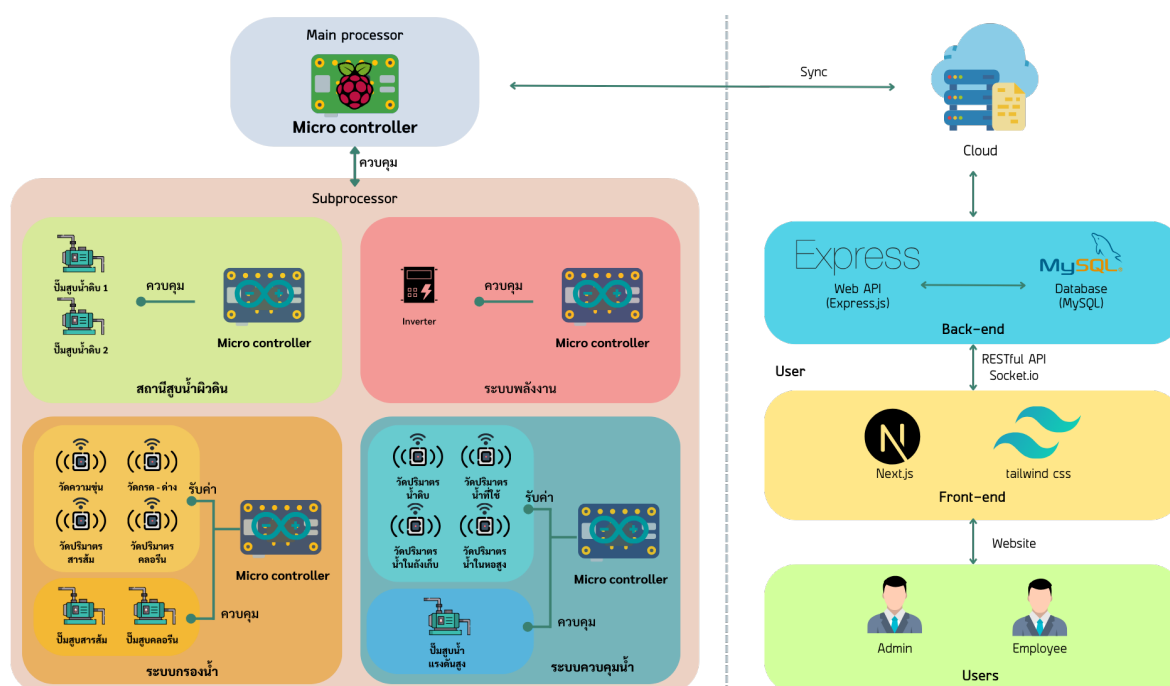 Main processor
Micro controller
ควบคุม
Subprocessor
ปั๊มสูบน้ำดิบ 1
ปั๊มสูบน้ำดิบ 2
ควบคุม
Micro controller
สถานีสูบน้ำผิวดิน
Inverter
ควบคุม
Micro controller
ระบบพลังงาน
วัดความขุ่น
วัดกรด - ด่าง
วัดปริมาตร
สารส้ม
วัดปริมาตร
คลอรีน
รับค่า
Micro controller
ปั๊มสูบสารส้ม
ปั๊มสูบคลอรีน
ควบคุม
ระบบกรองน้ำ
วัดปริมาตร
น้ำดิบ
วัดปริมาตร
น้ำที่ใช้
วัดปริมาตร
น้ำในถังเก็บ
วัดปริมาตร
น้ำในหอสูง
รับค่า
Micro controller
ปั๊มสูบน้ำ
แรงดันสูง
ควบคุม
ระบบควบคุมน้ำ
Sync
Cloud
Express
Web API
(Express.js)
MySQL
Database
(MySQL)
Back-end
RESTful API
Socket.io
User
N
Next.js
tailwind css
Front-end
Website
Admin
Employee
Users